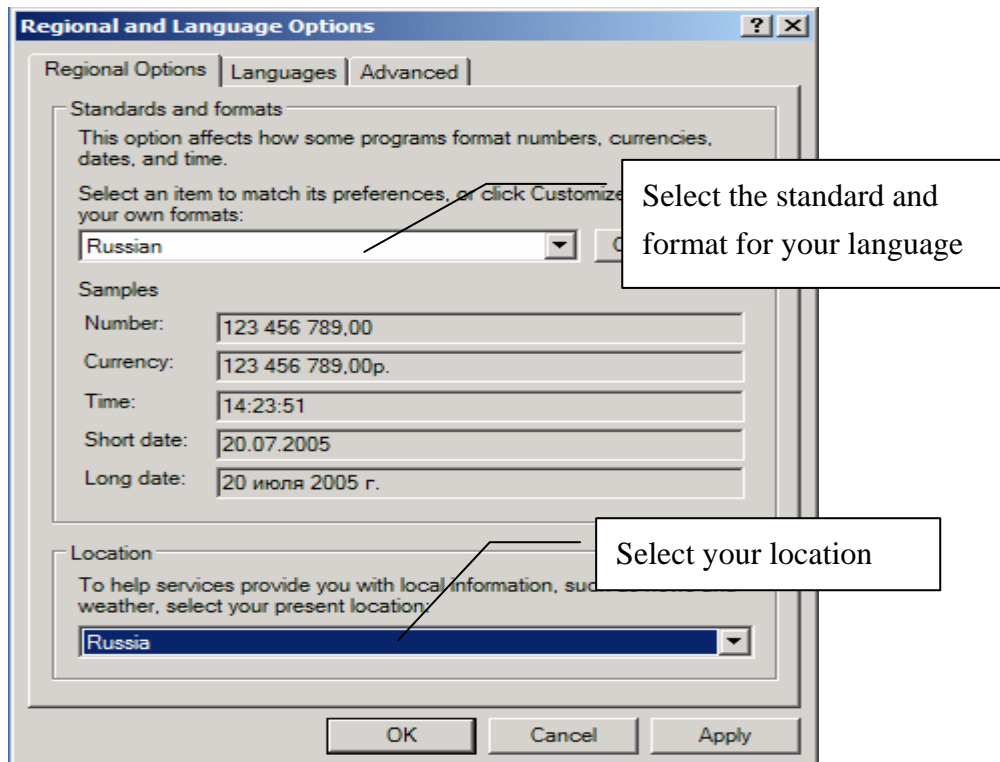 Regional and Language Options
Regional Options Languages Advanced
Standards and formats
This option affects how some programs format numbers, currencies,
dates, and time.
Select an item to match its preferences, or click Customize
your own formats:
Select the standard and
format for your language
Russian
Samples
Number: 123 456 789,00
Currency: 123 456 789,00р.
Time: 14:23:51
Short date: 20.07.2005
Long date: 20 июля 2005 г.
Location
Select your location
To help services provide you with local information,
weather, select your present location:
Russia
OK Cancel Apply